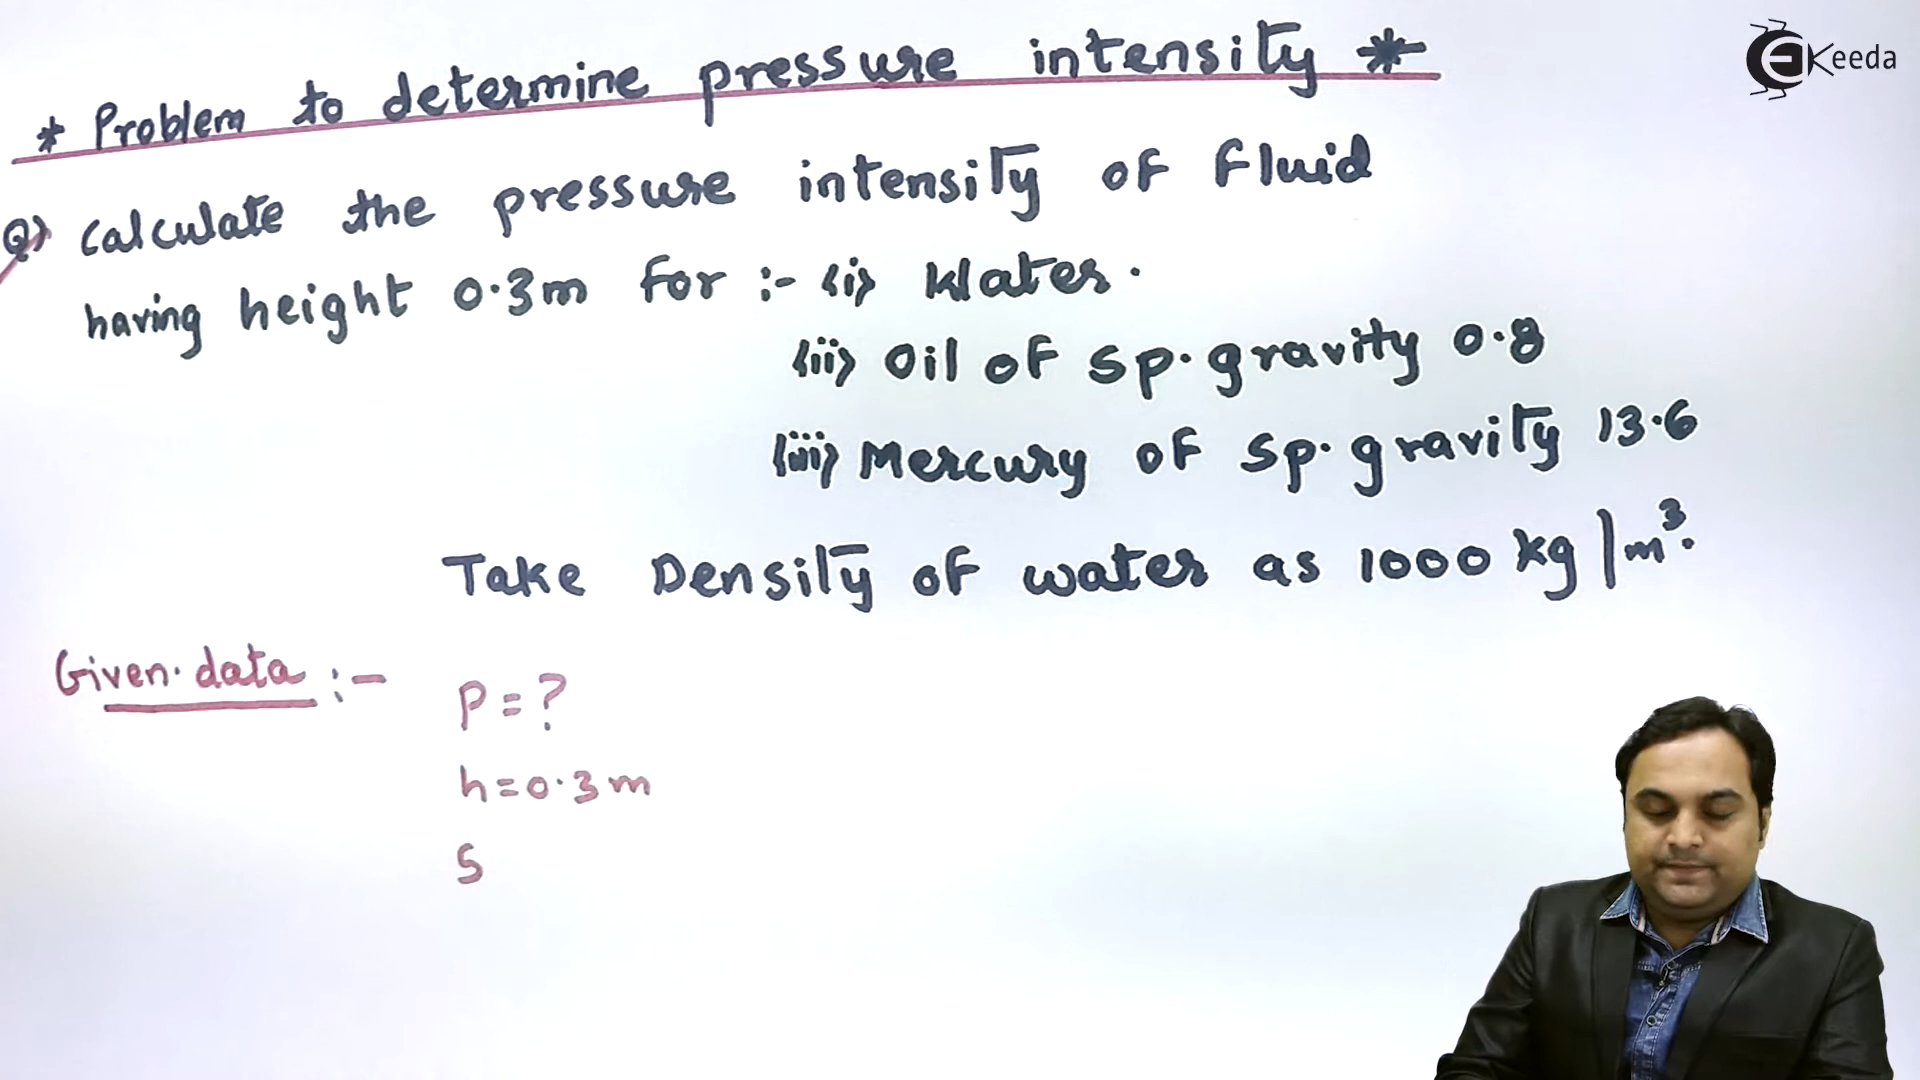 EKeeda
* Problem to determine pressure intensity *
Q) Calculate the pressure intensity of fluid
having height 0.3m for :- (i) Water.
(ii) Oil of sp. gravity 0.8
(iii) Mercury of sp. gravity 13.6
Take Density of water as 1000 kg/m³.
Given data :-
P = ?
h = 0.3 m
S